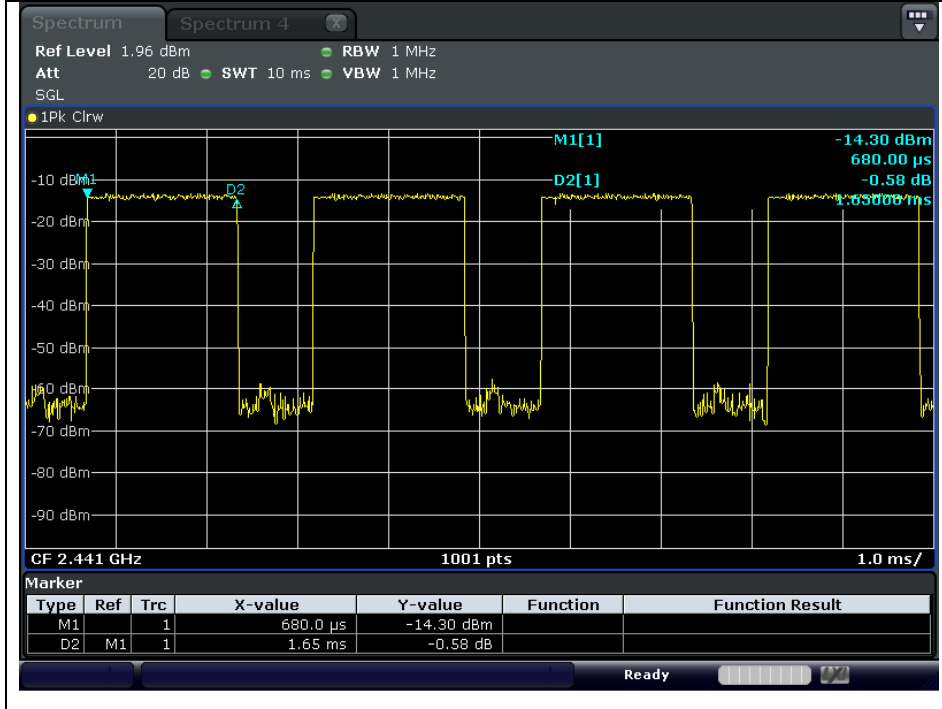 Spectrum Spectrum 4 X
Ref Level 1.96 dBm RBW 1 MHz
Att 20 dB SWT 10 ms VBW 1 MHz
SGL
1Pk Clrw
M1[1] -14.30 dBm
680.00 µs
-10 dBm M1 D2 D2[1] -0.58 dB
1.65000 ms
-20 dBm
-30 dBm
-40 dBm
-50 dBm
-60 dBm
-70 dBm
-80 dBm
-90 dBm
CF 2.441 GHz 1001 pts 1.0 ms/
Marker
Type Ref Trc X-value Y-value Function Function Result
M1 1 680.0 µs -14.30 dBm
D2 M1 1 1.65 ms -0.58 dB
Ready